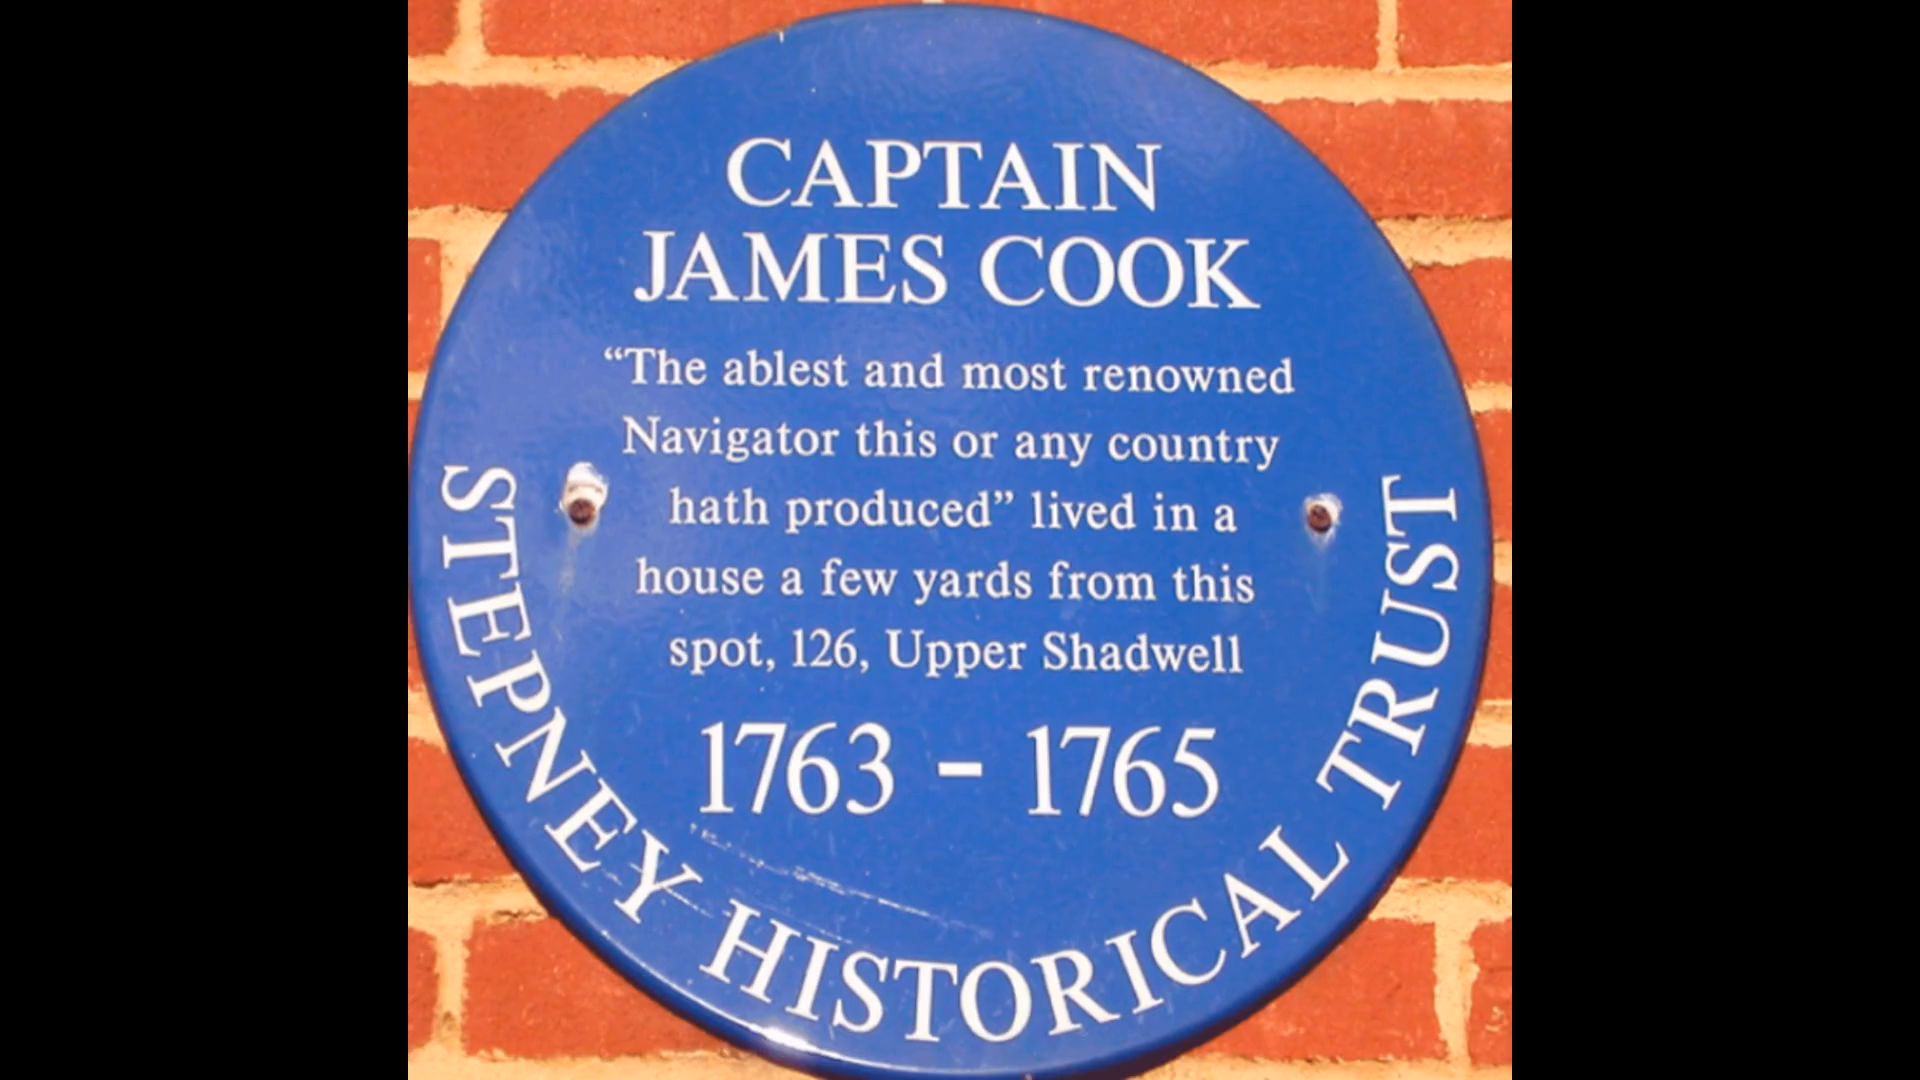 CAPTAIN
JAMES COOK
“The ablest and most renowned
Navigator this or any country
hath produced” lived in a
house a few yards from this
spot, 126, Upper Shadwell
1763 - 1765
STEPNEY HISTORICAL TRUST